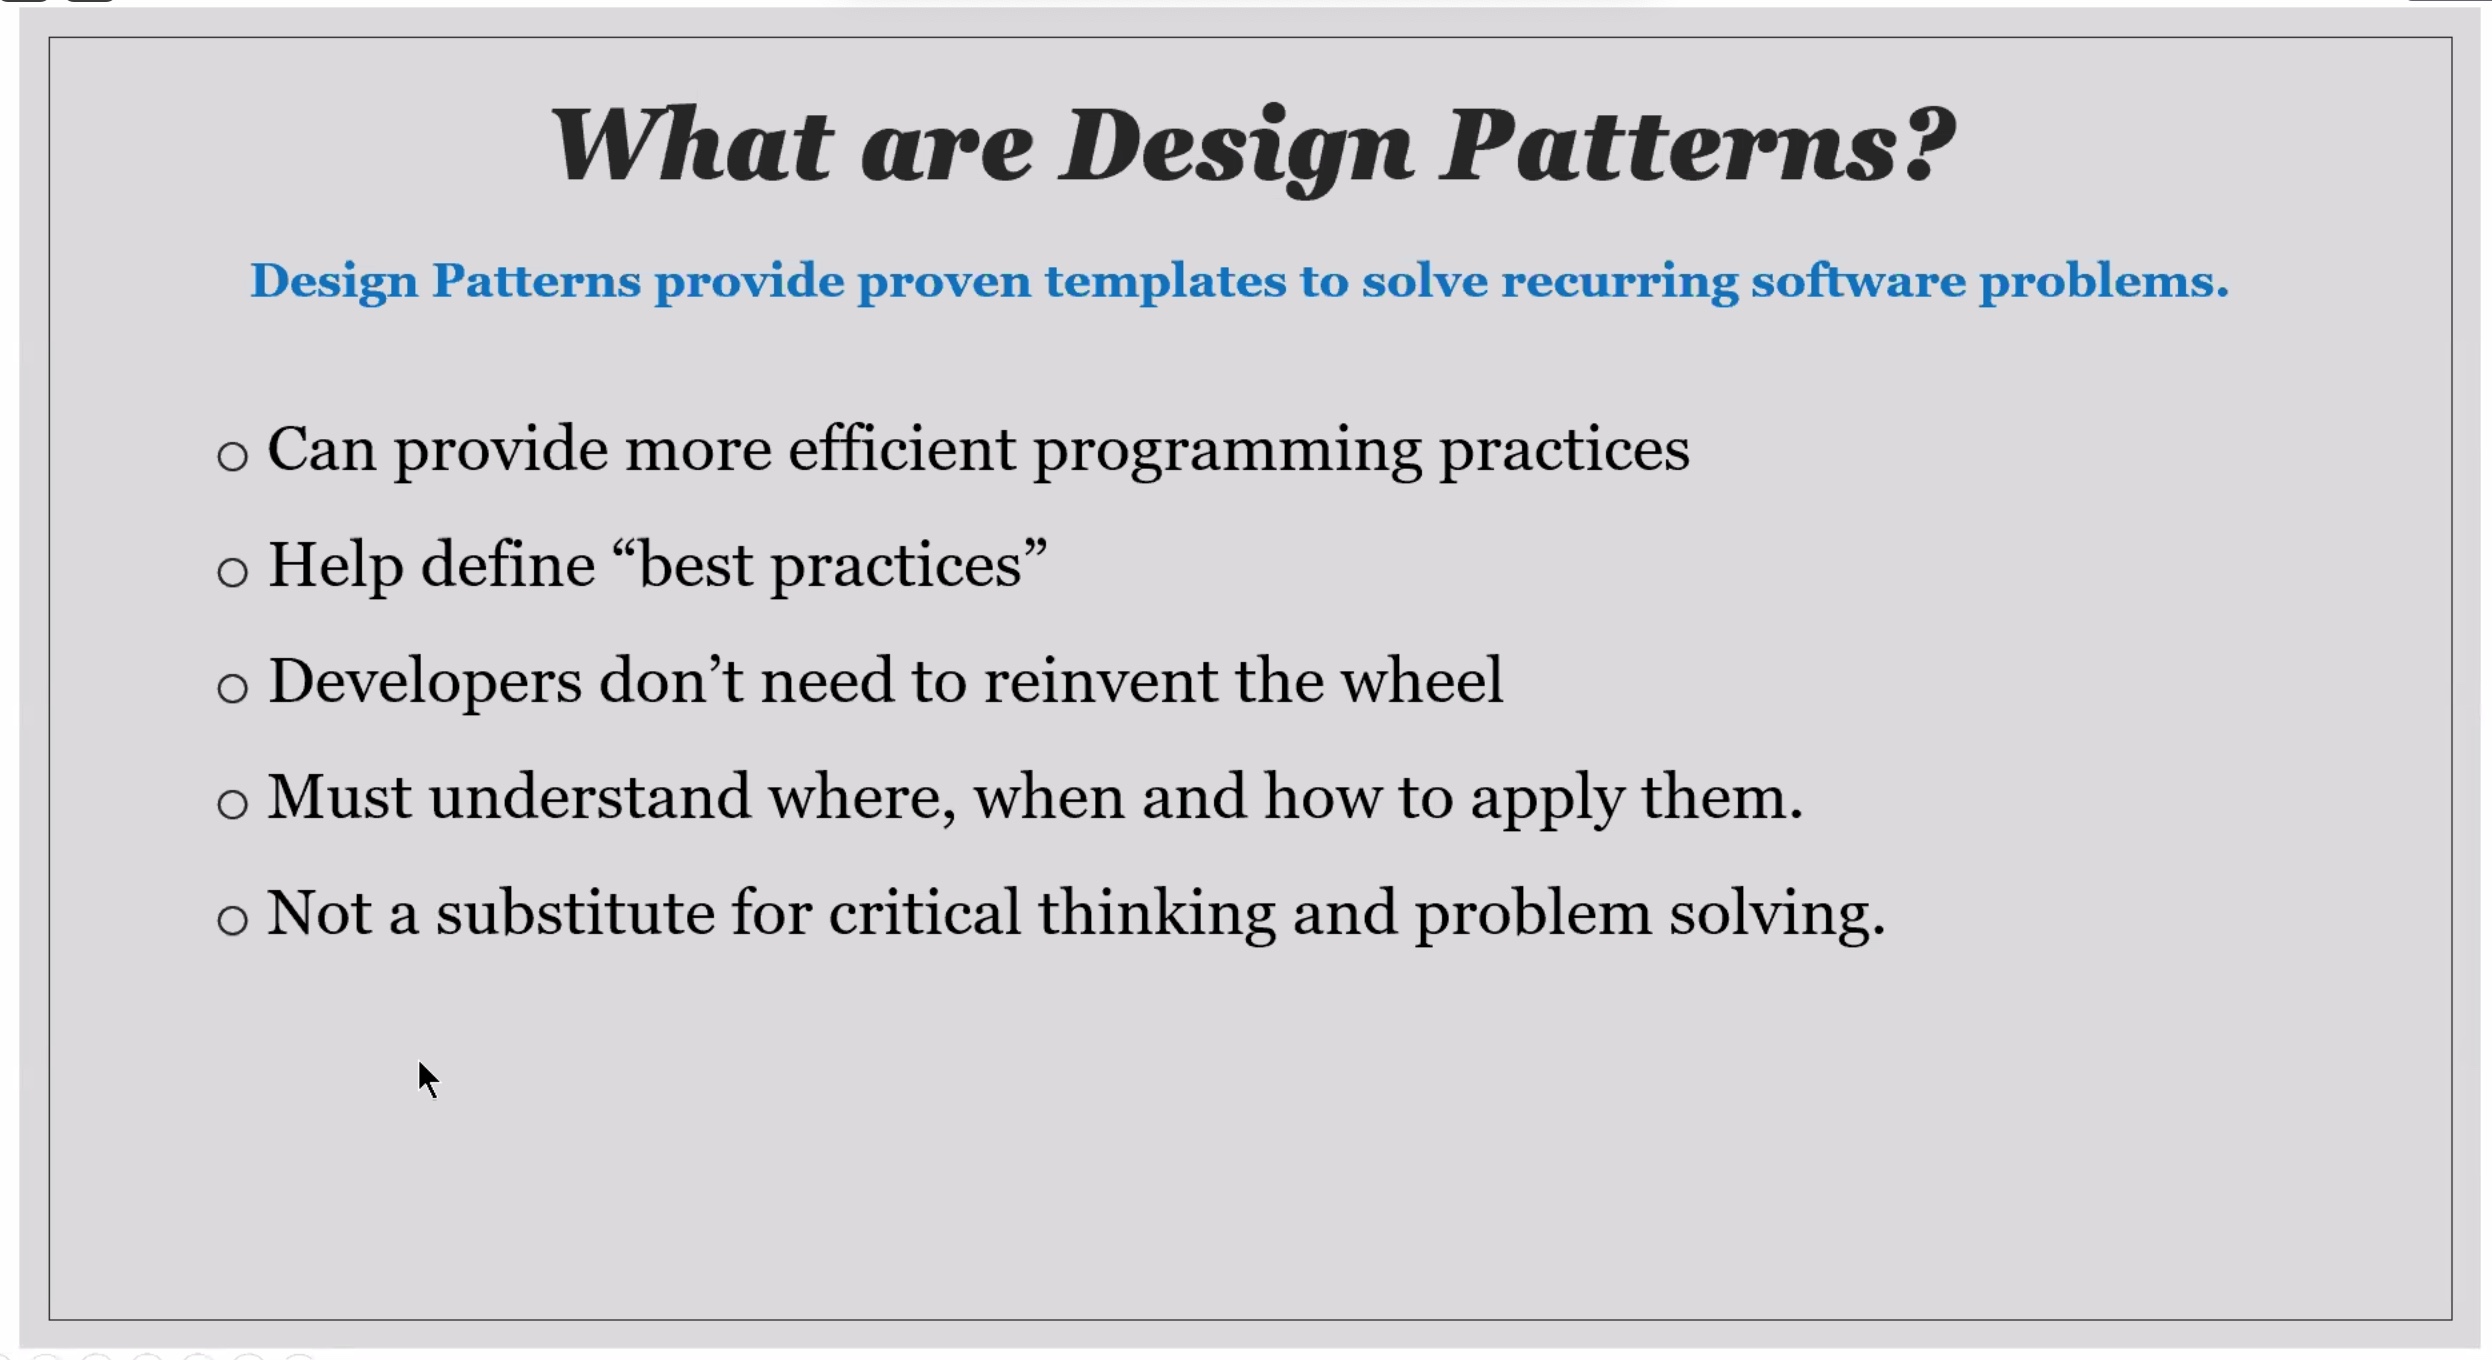 What are Design Patterns?
Design Patterns provide proven templates to solve recurring software problems.
Can provide more efficient programming practices
Help define “best practices”
Developers don’t need to reinvent the wheel
Must understand where, when and how to apply them.
Not a substitute for critical thinking and problem solving.